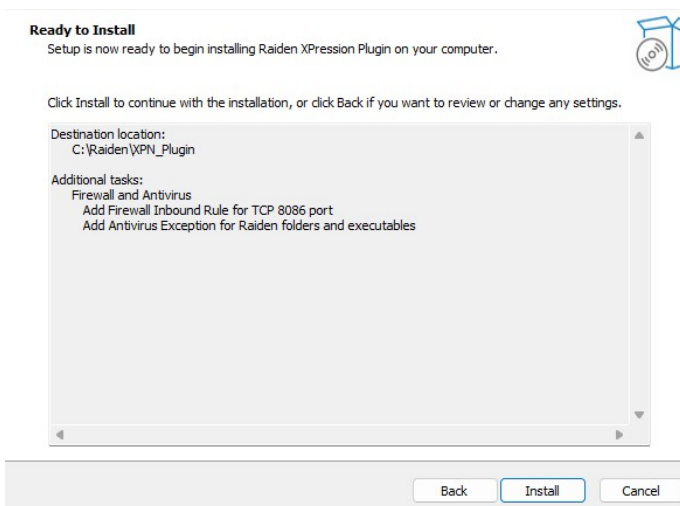 Ready to Install
Setup is now ready to begin installing Raiden XPression Plugin on your computer.
Click Install to continue with the installation, or click Back if you want to review or change any settings.
Destination location:
C:\Raiden\XPN_Plugin
Additional tasks:
Firewall and Antivirus
Add Firewall Inbound Rule for TCP 8086 port
Add Antivirus Exception for Raiden folders and executables
Back Install Cancel